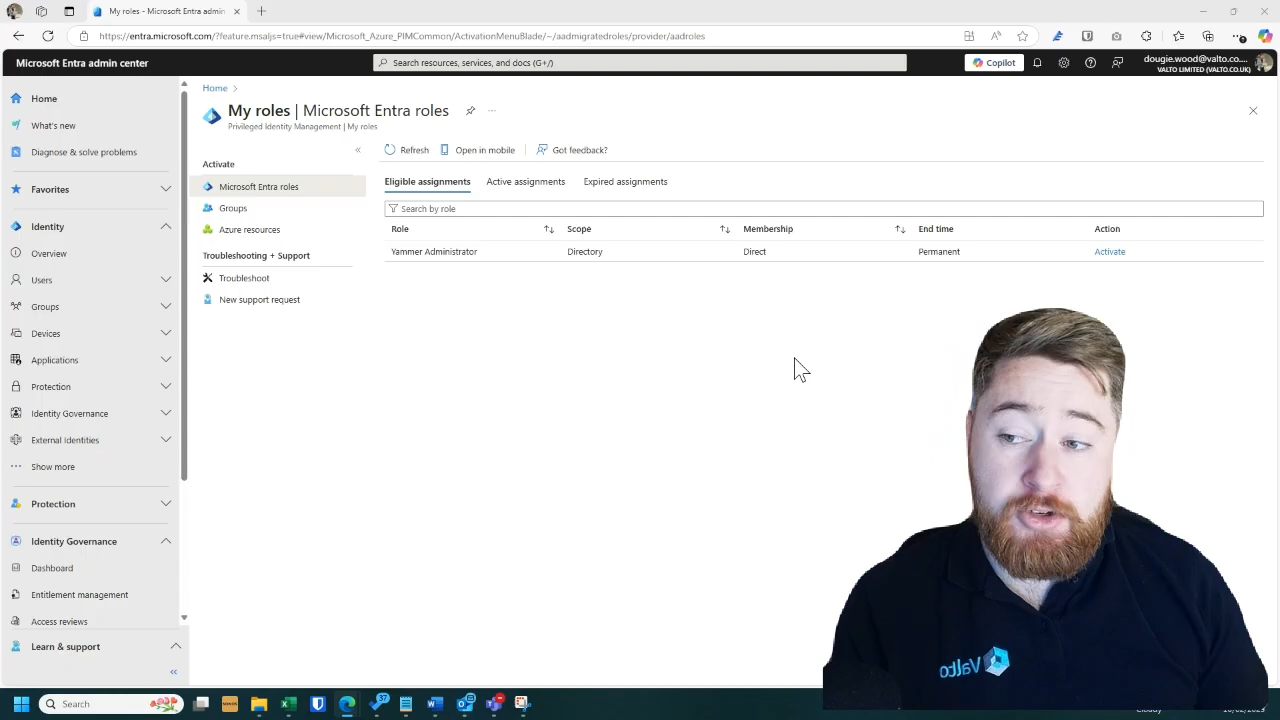 My roles - Microsoft Entra admin
https://entra.microsoft.com/?feature.msaljs=true#view/Microsoft_Azure_PIMCommon/ActivationMenuBlade/~/aadmigratedroles/provider/aadroles
Microsoft Entra admin center
Search resources, services, and docs (G+/)
Copilot
dougie.wood@valto.co....
VALTO LIMITED (VALTO.CO.UK)
Home
What's new
Diagnose & solve problems
Favorites
Identity
Overview
Users
Groups
Devices
Applications
Protection
Identity Governance
External Identities
Show more
Protection
Identity Governance
Dashboard
Entitlement management
Access reviews
Learn & support
Home
My roles | Microsoft Entra roles
Privileged Identity Management | My roles
Activate
Microsoft Entra roles
Groups
Azure resources
Troubleshooting + Support
Troubleshoot
New support request
Refresh
Open in mobile
Got feedback?
Eligible assignments
Active assignments
Expired assignments
Search by role
Role Scope Membership End time Action
Yammer Administrator Directory Direct Permanent Activate
Valto
Search
SONOS
37
Cloudy